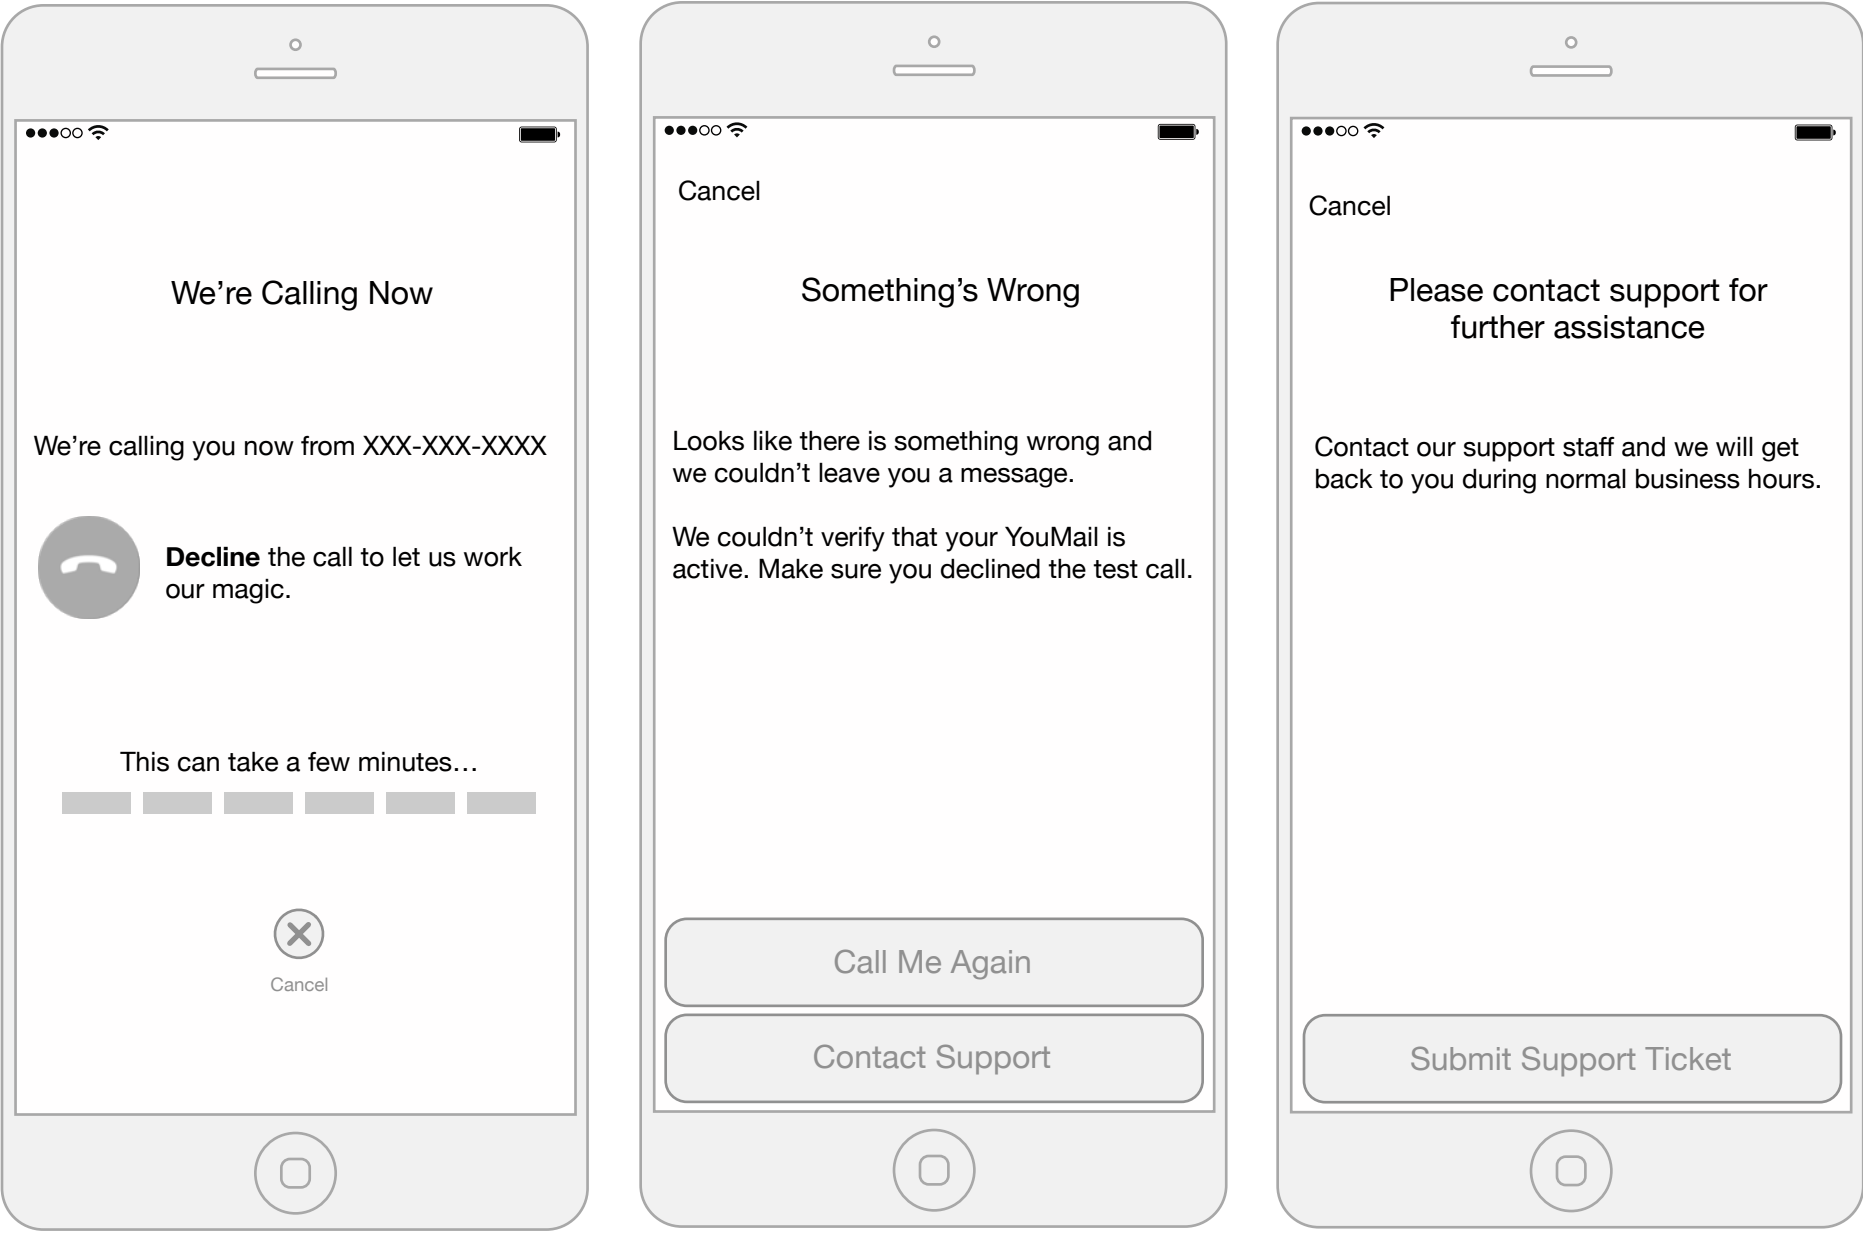 We’re Calling Now
We’re calling you now from XXX-XXX-XXXX
Decline the call to let us work
our magic.
This can take a few minutes…
Cancel
Cancel
Something’s Wrong
Looks like there is something wrong and
we couldn’t leave you a message.
We couldn’t verify that your YouMail is
active. Make sure you declined the test call.
Call Me Again
Contact Support
Cancel
Please contact support for
further assistance
Contact our support staff and we will get
back to you during normal business hours.
Submit Support Ticket